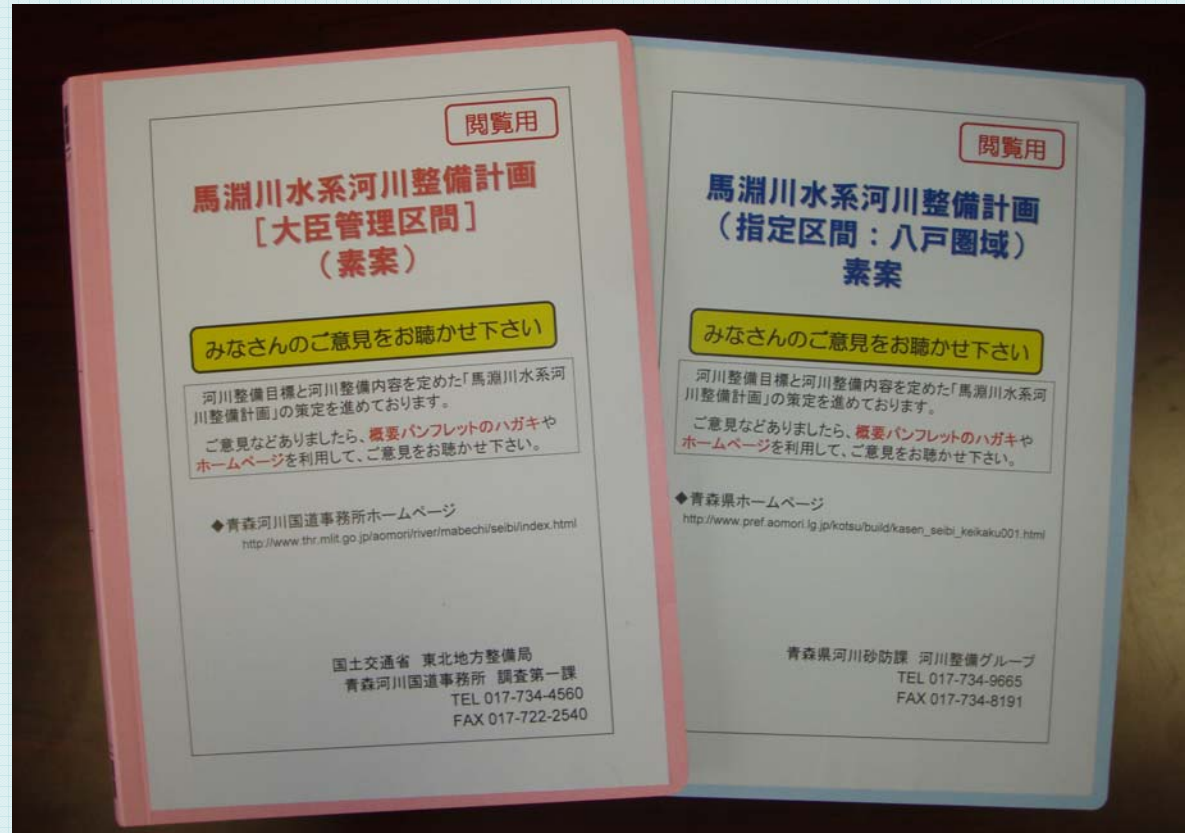 閲覧用
馬淵川水系河川整備計画
［大臣管理区間］
（素案）
みなさんのご意見をお聴かせ下さい
河川整備目標と河川整備内容を定めた「馬淵川水系河
川整備計画」の策定を進めております。
ご意見などありましたら、概要パンフレットのハガキや
ホームページを利用して、ご意見をお聴かせ下さい。
◆青森河川国道事務所ホームページ
http://www.thr.mlit.go.jp/aomori/river/mabechi/seibi/index.html
国土交通省 東北地方整備局
青森河川国道事務所 調査第一課
TEL 017-734-4560
FAX 017-722-2540
閲覧用
馬淵川水系河川整備計画
（指定区間：八戸圏域）
素案
みなさんのご意見をお聴かせ下さい
河川整備目標と河川整備内容を定めた「馬淵川水系河
川整備計画」の策定を進めております。
ご意見などありましたら、概要パンフレットのハガキや
ホームページを利用して、ご意見をお聴かせ下さい。
◆青森県ホームページ
http://www.pref.aomori.lg.jp/kotsu/build/kasen_seibi_keikaku001.html
青森県河川砂防課 河川整備グループ
TEL 017-734-9665
FAX 017-734-8191